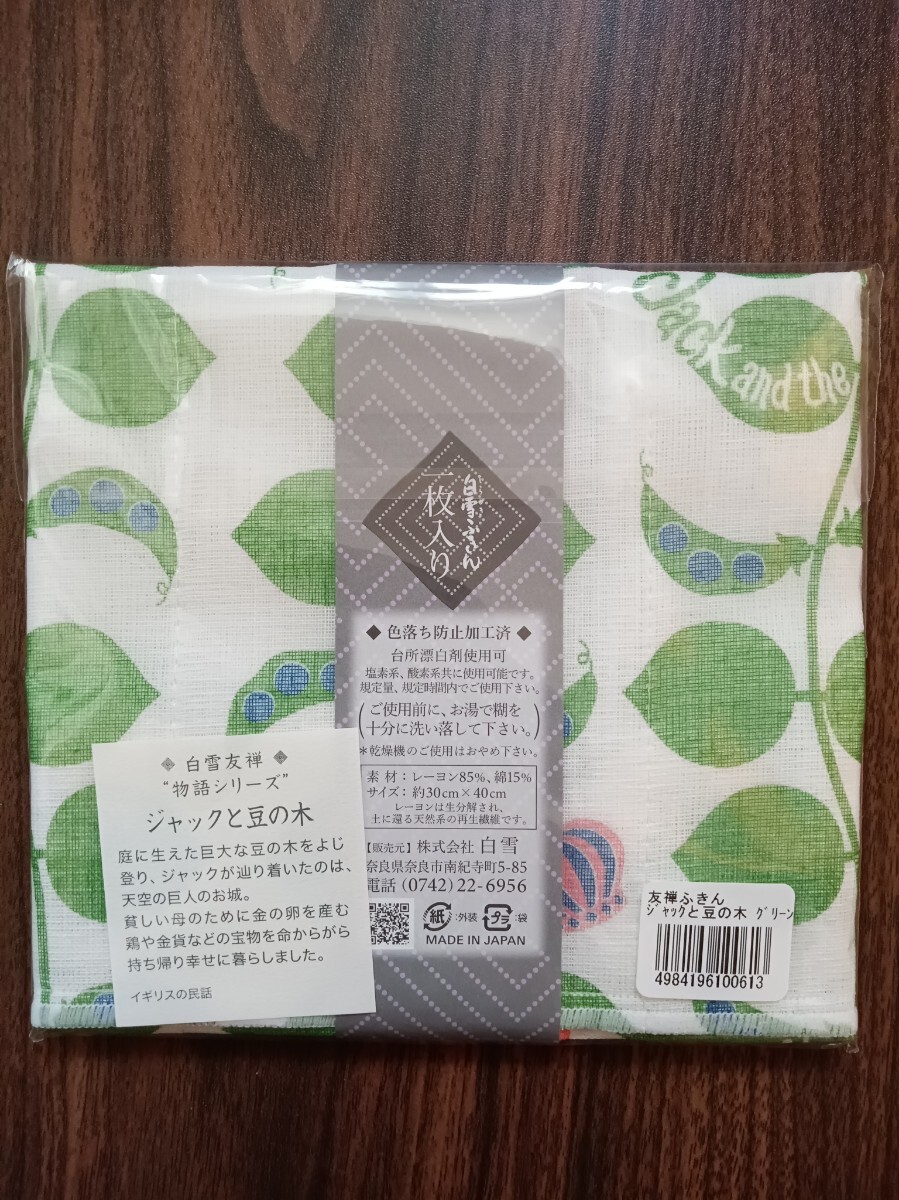 Jack
and the
白雪ふきん
一枚入り
◆ 色落ち防止加工済 ◆
台所漂白剤使用可
塩素系、酸素系共に使用可能です。
規定量、規定時間内でご使用下さい。
(ご使用前に、お湯で糊を
十分に洗い落して下さい。)
＊乾燥機のご使用はおやめ下さい。
素 材：レーヨン85%、綿15%
サイズ：約30cm×40cm
レーヨンは生分解され、
土に還る天然系の再生繊維です。
【販売元】株式会社 白雪
奈良県奈良市南紀寺町5-85
電話 (0742) 22-6956
紙 :外装 プラ :袋
MADE IN JAPAN
◈ 白雪友禅 ◈
“物語シリーズ”
ジャックと豆の木
庭に生えた巨大な豆の木をよじ
登り、ジャックが辿り着いたのは、
天空の巨人のお城。
貧しい母のために金の卵を産む
鶏や金貨などの宝物を命からがら
持ち帰り幸せに暮らしました。
イギリスの民話
友禅ふきん
ｼﾞｬｯｸと豆の木 ｸﾞﾘｰﾝ
4984196100613